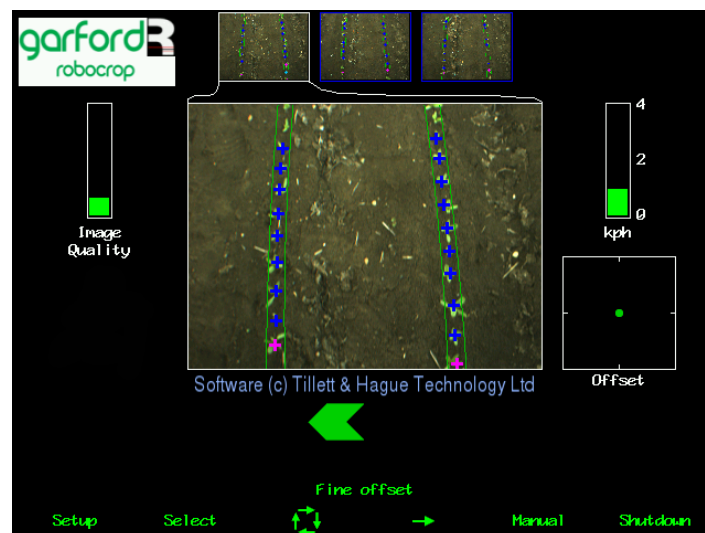 garford R
robocrop
4
2
0
kph
Image
Quality
Offset
Software (c) Tillett & Hague Technology Ltd
Fine offset
Setup Select Manual Shutdown